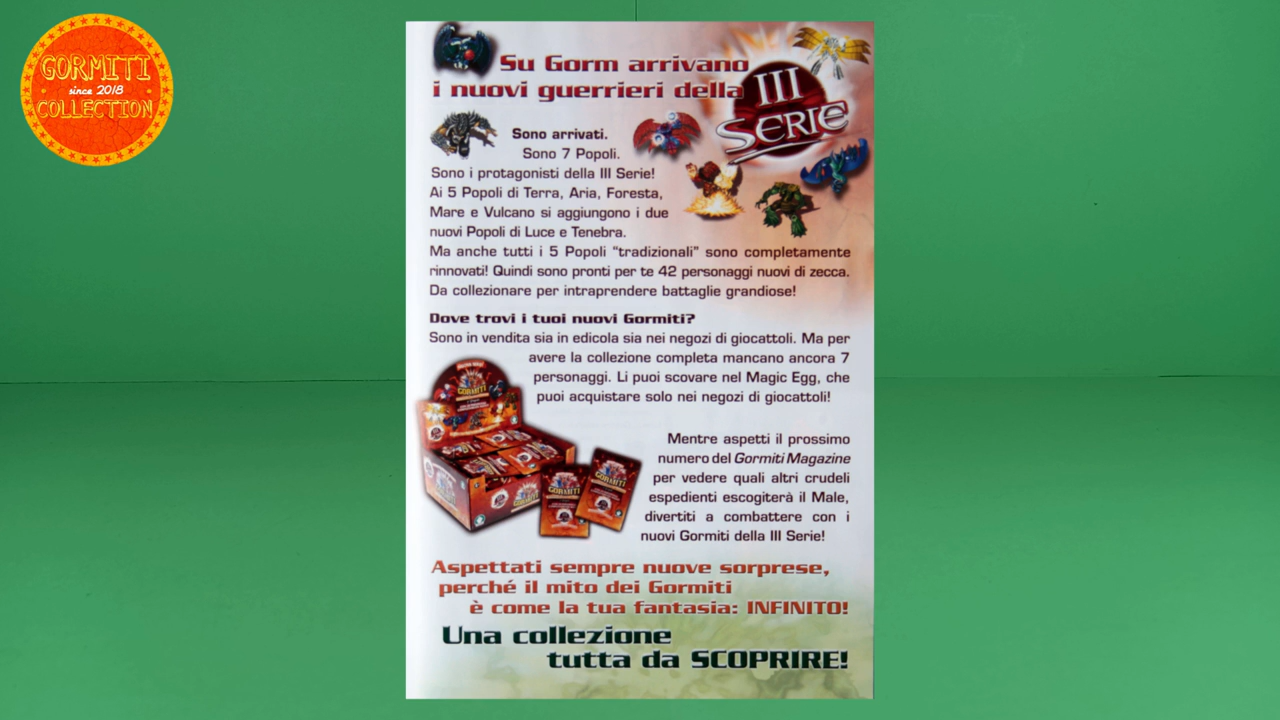 GORMITI
since 2018
COLLECTION
Su Gorm arrivano
i nuovi guerrieri della
III
SERIE
Sono arrivati.
Sono 7 Popoli.
Sono i protagonisti della III Serie!
Ai 5 Popoli di Terra, Aria, Foresta,
Mare e Vulcano si aggiungono i due
nuovi Popoli di Luce e Tenebra.
Ma anche tutti i 5 Popoli “tradizionali” sono completamente
rinnovati! Quindi sono pronti per te 42 personaggi nuovi di zecca.
Da collezionare per intraprendere battaglie grandiose!
Dove trovi i tuoi nuovi Gormiti?
Sono in vendita sia in edicola sia nei negozi di giocattoli. Ma per
avere la collezione completa mancano ancora 7
personaggi. Li puoi scovare nel Magic Egg, che
puoi acquistare solo nei negozi di giocattoli!
GORMITI
GORMITI
GORMITI
Mentre aspetti il prossimo
numero del Gormiti Magazine
per vedere quali altri crudeli
espedienti escogiterà il Male,
divertiti a combattere con i
nuovi Gormiti della III Serie!
Aspettati sempre nuove sorprese,
perché il mito dei Gormiti
è come la tua fantasia: INFINITO!
Una collezione
tutta da SCOPRIRE!